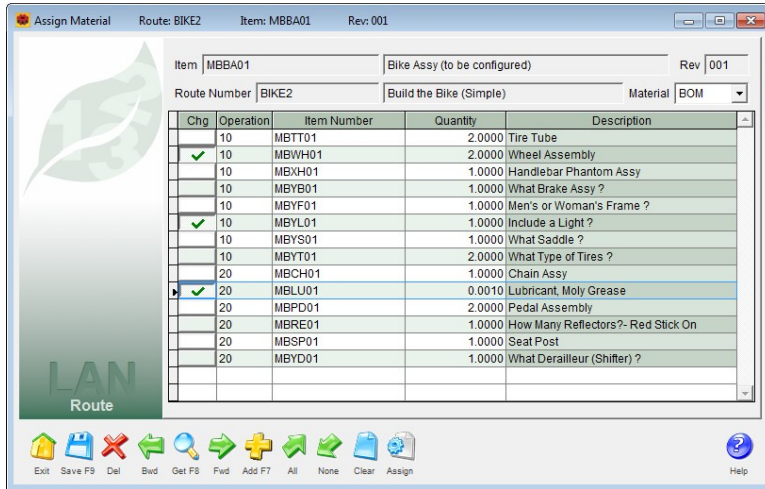 Assign Material Route: BIKE2 Item: MBBA01 Rev: 001
Item MBBA01 Bike Assy (to be configured) Rev 001
Route Number BIKE2 Build the Bike (Simple) Material BOM
Chg Operation Item Number Quantity Description
10 MBTT01 2.0000 Tire Tube
10 MBWH01 2.0000 Wheel Assembly
10 MBXH01 1.0000 Handlebar Phantom Assy
10 MBYB01 1.0000 What Brake Assy ?
10 MBYF01 1.0000 Men's or Woman's Frame ?
10 MBYL01 1.0000 Include a Light ?
10 MBYS01 1.0000 What Saddle ?
10 MBYT01 2.0000 What Type of Tires ?
20 MBCH01 1.0000 Chain Assy
20 MBLU01 0.0010 Lubricant, Moly Grease
20 MBPD01 2.0000 Pedal Assembly
20 MBRE01 1.0000 How Many Reflectors?- Red Stick On
20 MBSP01 1.0000 Seat Post
20 MBYD01 1.0000 What Derailleur (Shifter) ?
LAN
Route
Exit Save F9 Del Bwd Get F8 Fwd Add F7 All None Clear Assign Help